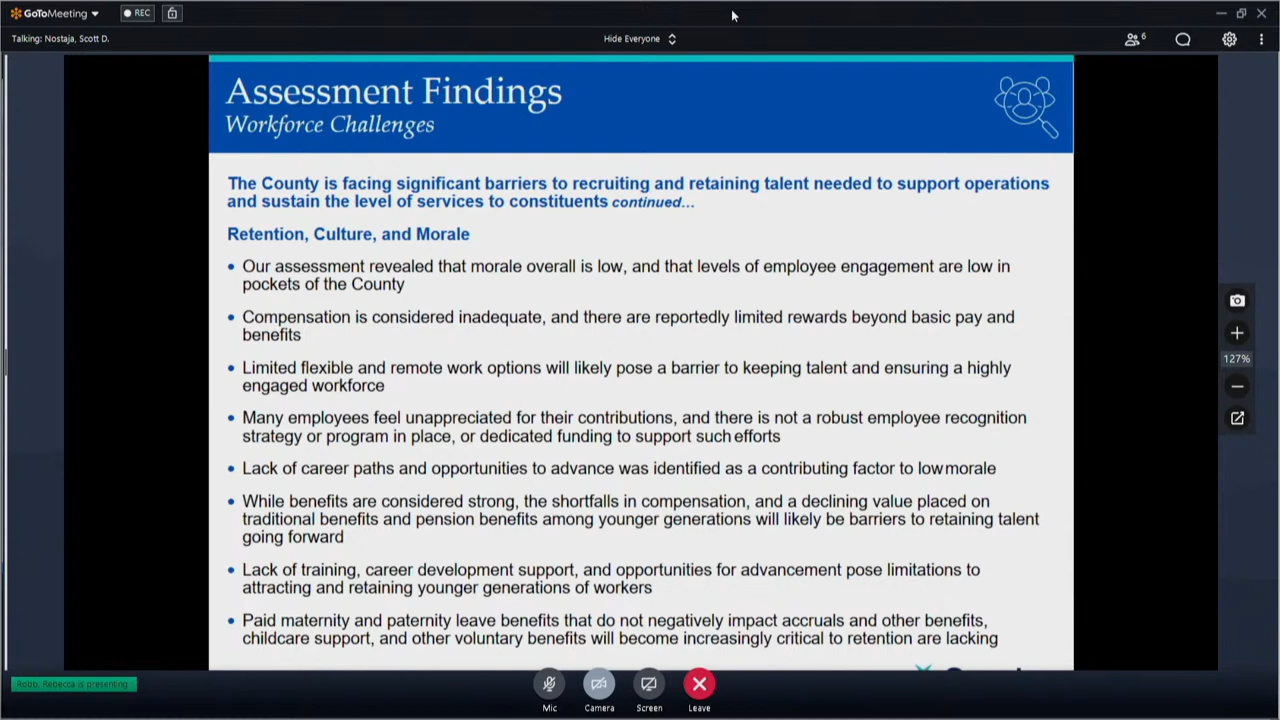 GoToMeeting
REC
Talking: Nostaja, Scott D.
Hide Everyone
6
Assessment Findings
Workforce Challenges
The County is facing significant barriers to recruiting and retaining talent needed to support operations
and sustain the level of services to constituents continued...
Retention, Culture, and Morale
• Our assessment revealed that morale overall is low, and that levels of employee engagement are low in
pockets of the County
• Compensation is considered inadequate, and there are reportedly limited rewards beyond basic pay and
benefits
• Limited flexible and remote work options will likely pose a barrier to keeping talent and ensuring a highly
engaged workforce
• Many employees feel unappreciated for their contributions, and there is not a robust employee recognition
strategy or program in place, or dedicated funding to support such efforts
• Lack of career paths and opportunities to advance was identified as a contributing factor to low morale
• While benefits are considered strong, the shortfalls in compensation, and a declining value placed on
traditional benefits and pension benefits among younger generations will likely be barriers to retaining talent
going forward
• Lack of training, career development support, and opportunities for advancement pose limitations to
attracting and retaining younger generations of workers
• Paid maternity and paternity leave benefits that do not negatively impact accruals and other benefits,
childcare support, and other voluntary benefits will become increasingly critical to retention are lacking
127%
Robb, Rebecca is presenting
Mic
Camera
Screen
Leave